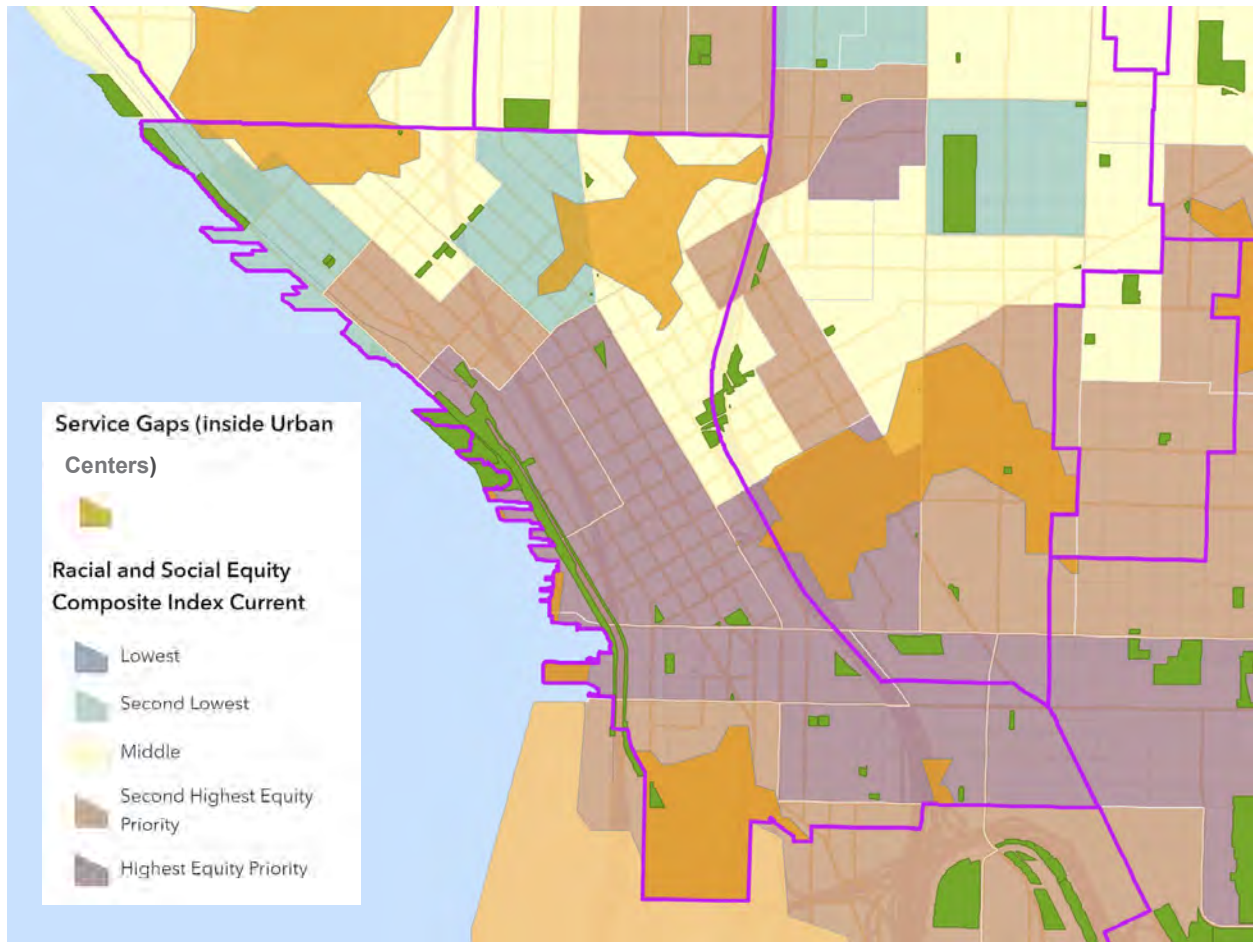 Service Gaps (inside Urban
Centers)
Racial and Social Equity
Composite Index Current
Lowest
Second Lowest
Middle
Second Highest Equity
Priority
Highest Equity Priority